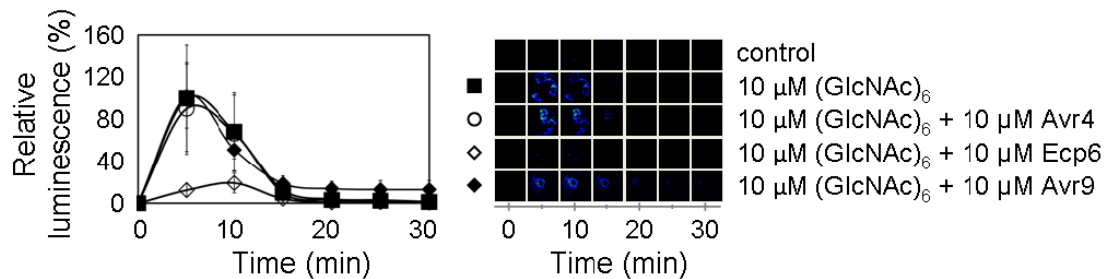 Relative
luminescence (%)
160
120
80
40
0
0 10 20 30
Time (min)
0 10 20 30
Time (min)
control
10 µM (GlcNAc)₆
10 µM (GlcNAc)₆ + 10 µM Avr4
10 µM (GlcNAc)₆ + 10 µM Ecp6
10 µM (GlcNAc)₆ + 10 µM Avr9